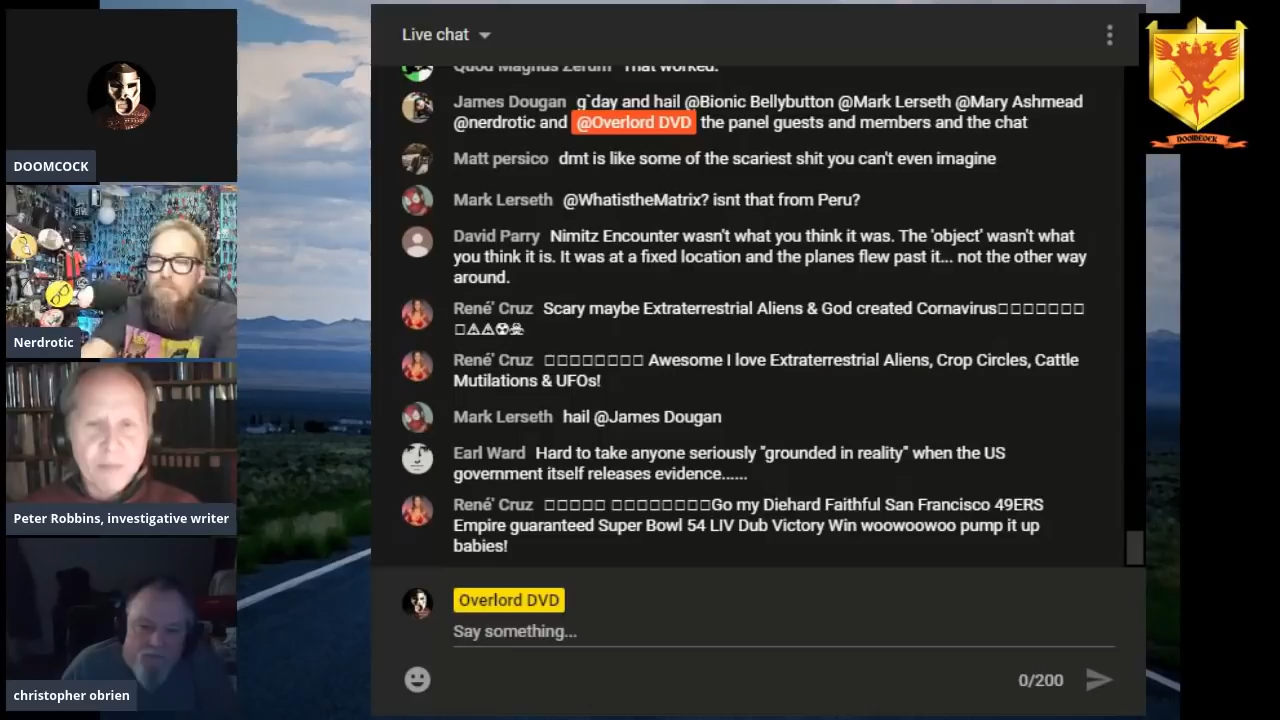 DOOMCOCK
Nerdrotic
Peter Robbins, investigative writer
christopher obrien
Live chat
Quod Magnus Zerum That worked.
James Dougan g`day and hail @Bionic Bellybutton @Mark Lerseth @Mary Ashmead
@nerdrotic and @Overlord DVD the panel guests and members and the chat
Matt persico dmt is like some of the scariest shit you can't even imagine
Mark Lerseth @WhatistheMatrix? isnt that from Peru?
David Parry Nimitz Encounter wasn't what you think it was. The 'object' wasn't what
you think it is. It was at a fixed location and the planes flew past it... not the other way
around.
René' Cruz Scary maybe Extraterrestrial Aliens & God created Cornavirus□□□□□□□
□⚠⚠☢☠
René' Cruz □□□□□□□□ Awesome I love Extraterrestrial Aliens, Crop Circles, Cattle
Mutilations & UFOs!
Mark Lerseth hail @James Dougan
Earl Ward Hard to take anyone seriously "grounded in reality" when the US
government itself releases evidence......
René' Cruz □□□□□ □□□□□□□□Go my Diehard Faithful San Francisco 49ERS
Empire guaranteed Super Bowl 54 LIV Dub Victory Win woowoowoo pump it up
babies!
Overlord DVD
Say something...
0/200
DOOMCOCK